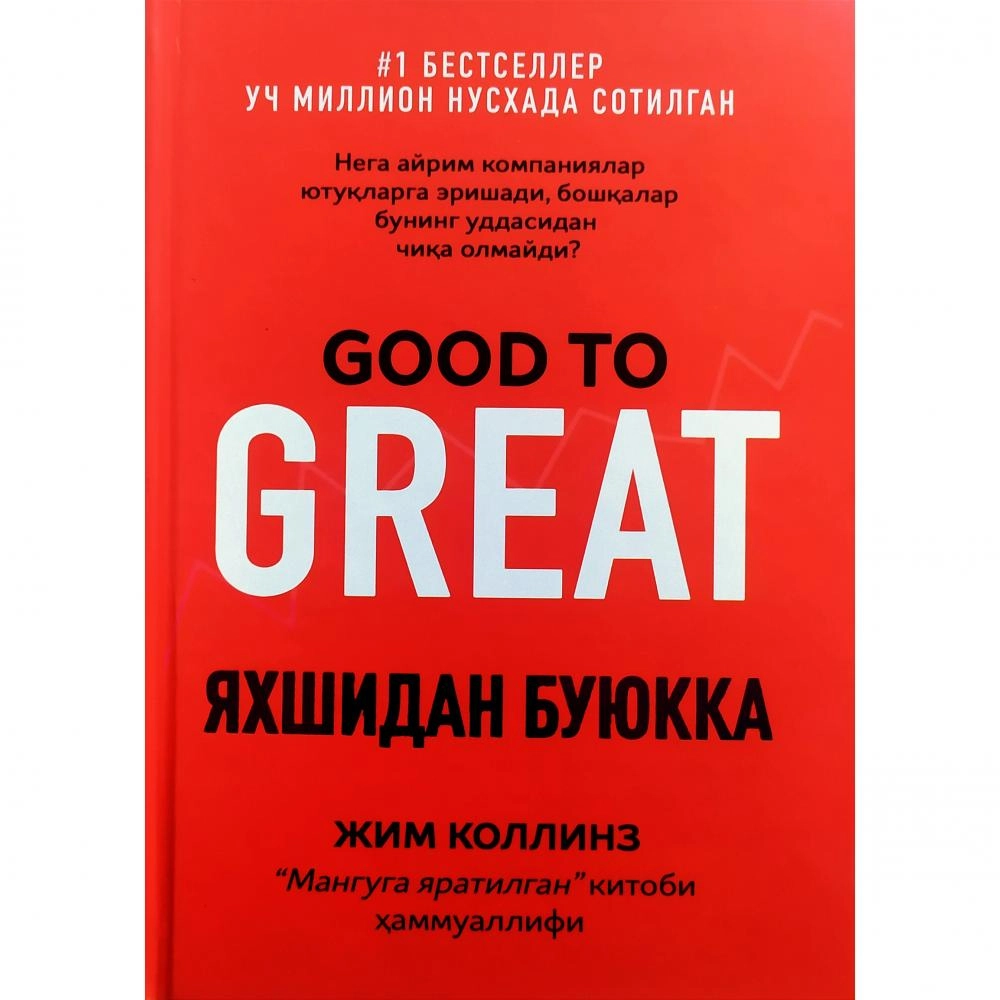 #1 БЕСТСЕЛЛЕР
УЧ МИЛЛИОН НУСХАДА СОТИЛГАН
Нега айрим компаниялар
ютуқларга эришади, бошқалар
бунинг уддасидан
чиқа олмайди?
GOOD TO
GREAT
ЯХШИДАН БУЮККА
ЖИМ КОЛЛИНЗ
“Мангуга яратилган” китоби
ҳаммуаллифи